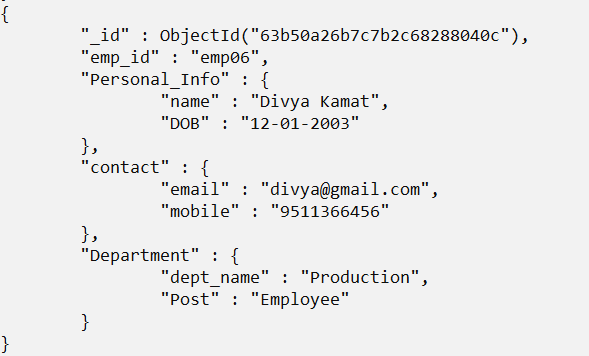 {
"_id" : ObjectId("63b50a26b7c7b2c68288040c"),
"emp_id" : "emp06",
"Personal_Info" : {
"name" : "Divya Kamat",
"DOB" : "12-01-2003"
},
"contact" : {
"email" : "divya@gmail.com",
"mobile" : "9511366456"
},
"Department" : {
"dept_name" : "Production",
"Post" : "Employee"
}
}